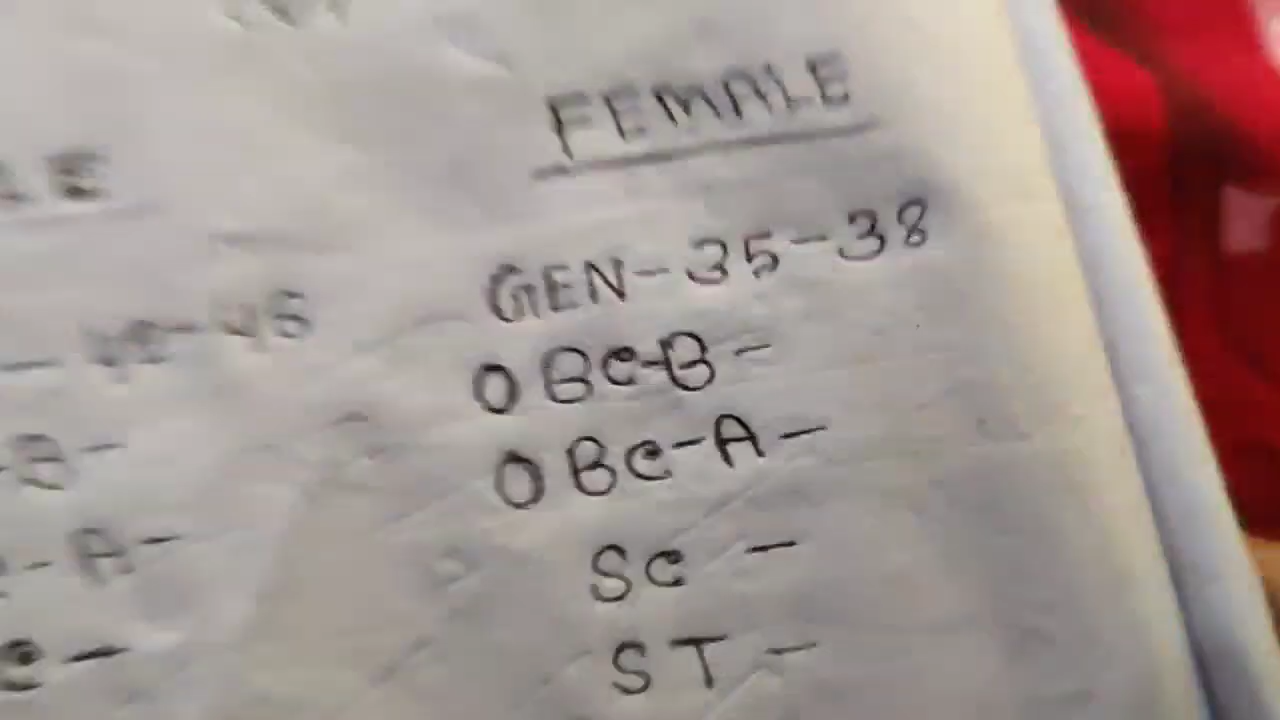 FEMALE
GEN-35-38
OBC-B -
OBC-A -
SC -
ST -
-B -
- A -
C -